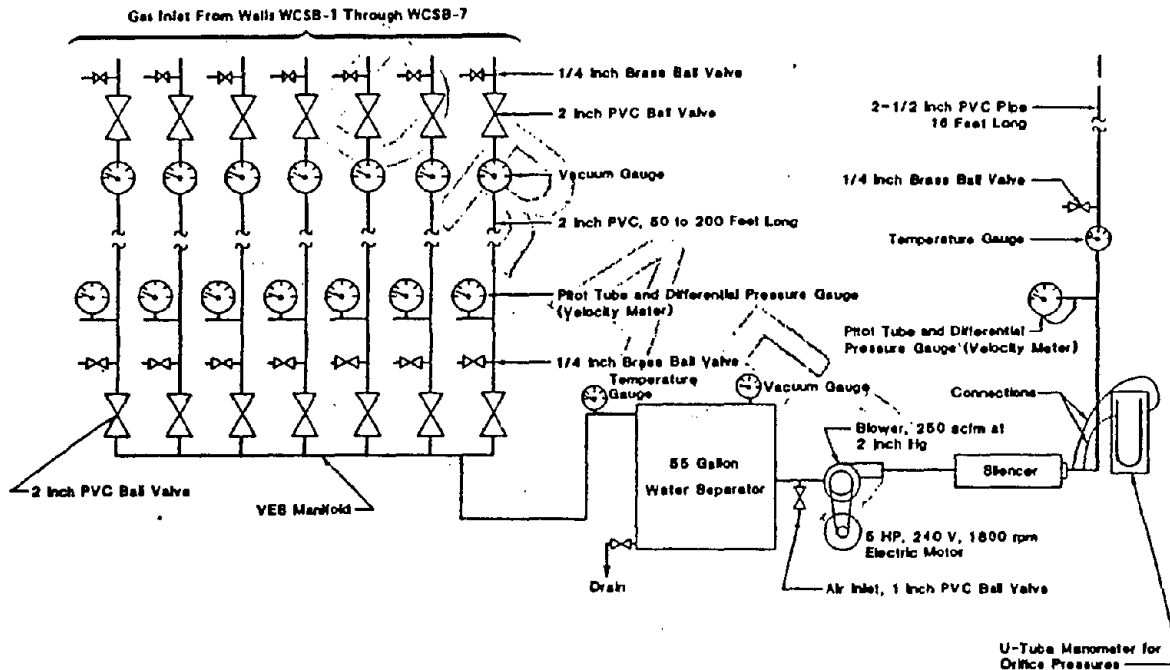 Gas Inlet From Wells WCSB-1 Through WCSB-7
1/4 Inch Brass Ball Valve
2 Inch PVC Ball Valve
Vacuum Gauge
2 Inch PVC, 50 to 200 Feet Long
Pitot Tube and Differential Pressure Gauge
(Velocity Meter)
1/4 Inch Brass Ball Valve
Temperature
Gauge
Vacuum Gauge
2-1/2 Inch PVC Pipe
16 Feet Long
1/4 Inch Brass Ball Valve
Temperature Gauge
Pitot Tube and Differential
Pressure Gauge (Velocity Meter)
Connections
Blower, 250 scfm at
2 Inch Hg
55 Gallon
Water Separator
Silencer
2 Inch PVC Ball Valve
VES Manifold
5 HP, 240 V, 1800 rpm
Electric Motor
Drain
Air Inlet, 1 Inch PVC Ball Valve
U-Tube Manometer for
Orifice Pressures
DRAFT